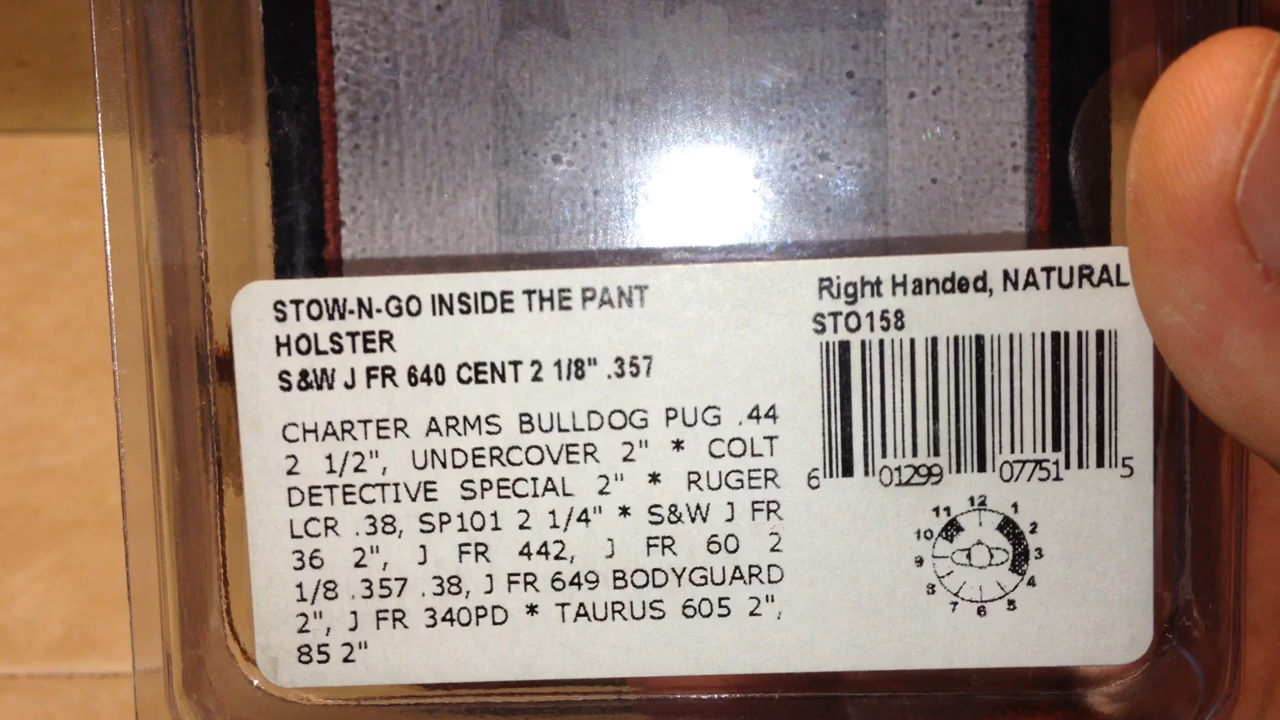 STOW-N-GO INSIDE THE PANT
HOLSTER
S&W J FR 640 CENT 2 1/8" .357
CHARTER ARMS BULLDOG PUG .44
2 1/2", UNDERCOVER 2" * COLT
DETECTIVE SPECIAL 2" * RUGER
LCR .38, SP101 2 1/4" * S&W J FR
36 2", J FR 442, J FR 60 2
1/8 .357 .38, J FR 649 BODYGUARD
2", J FR 340PD * TAURUS 605 2",
85 2"
Right Handed, NATURAL
STO158
6 01299 07751 5
12
11 1
10 2
9 3
8 4
7 5
6